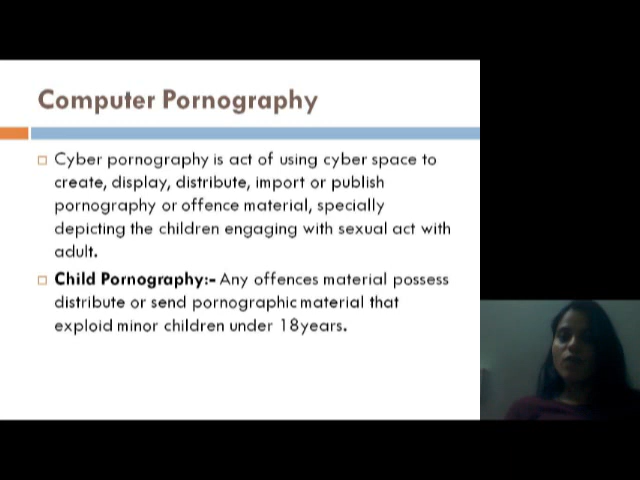 Computer Pornography
Cyber pornography is act of using cyber space to
create, display, distribute, import or publish
pornography or offence material, specially
depicting the children engaging with sexual act with
adult.
Child Pornography:- Any offences material possess
distribute or send pornographic material that
exploid minor children under 18years.